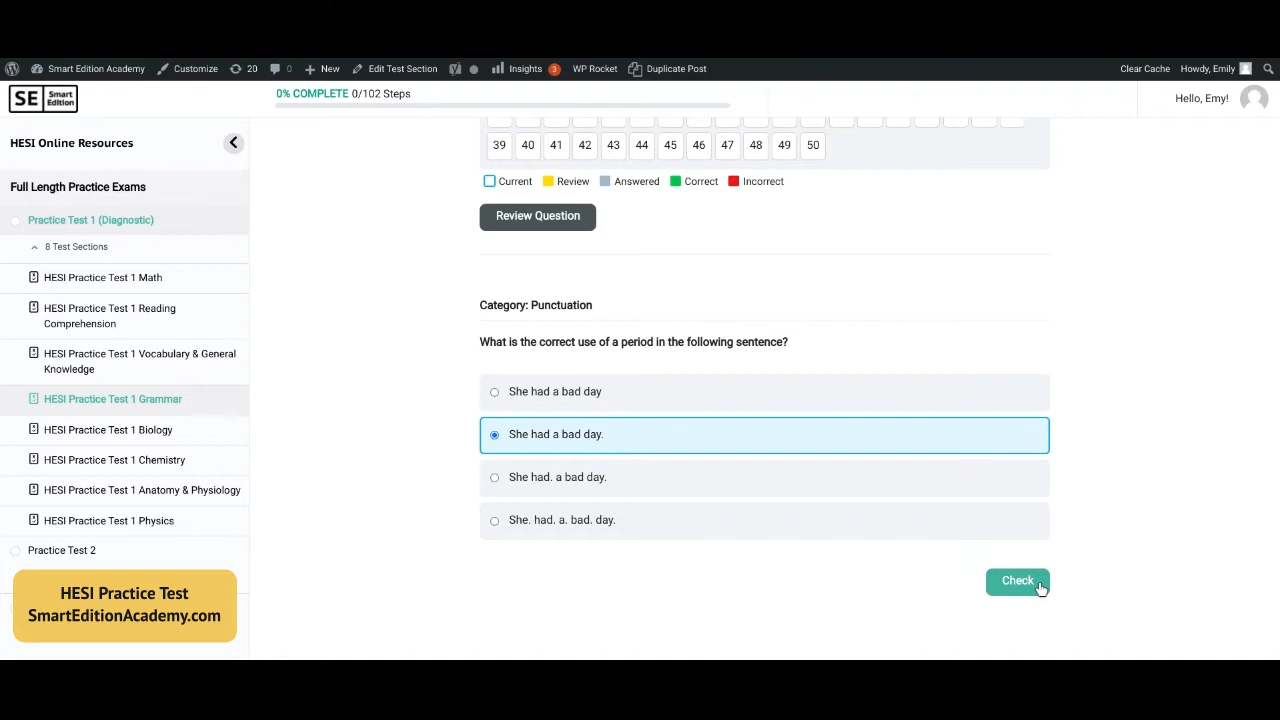 Smart Edition Academy Customize 20 0 New Edit Test Section Insights 3 WP Rocket Duplicate Post Clear Cache Howdy, Emily
SE Smart Edition
0% COMPLETE 0/102 Steps
Hello, Emy!
HESI Online Resources
Full Length Practice Exams
Practice Test 1 (Diagnostic)
8 Test Sections
HESI Practice Test 1 Math
HESI Practice Test 1 Reading
Comprehension
HESI Practice Test 1 Vocabulary & General
Knowledge
HESI Practice Test 1 Grammar
HESI Practice Test 1 Biology
HESI Practice Test 1 Chemistry
HESI Practice Test 1 Anatomy & Physiology
HESI Practice Test 1 Physics
Practice Test 2
HESI Practice Test
SmartEditionAcademy.com
39 40 41 42 43 44 45 46 47 48 49 50
Current Review Answered Correct Incorrect
Review Question
Category: Punctuation
What is the correct use of a period in the following sentence?
She had a bad day
She had a bad day.
She had. a bad day.
She. had. a. bad. day.
Check